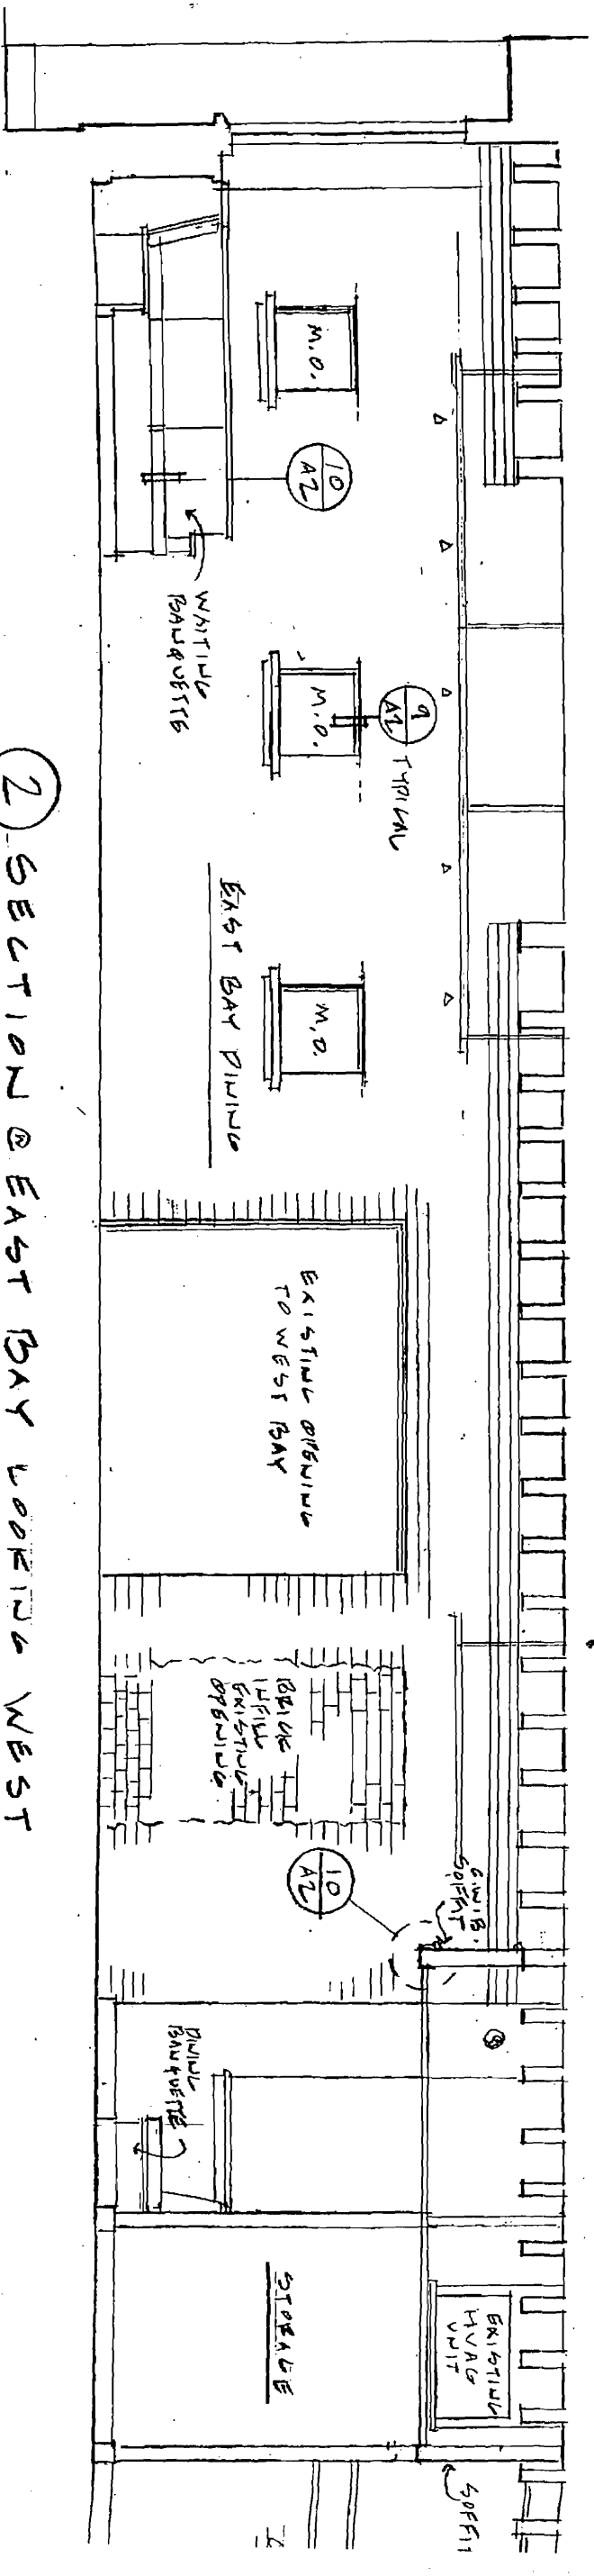 M.O.
10
A2
WAITING
BANQUETTE
M.O.
9
A2
TYPICAL
EAST BAY DINING
M.O.
EXISTING OPENING
TO WEST BAY
BRICK
INFILL
EXISTING
OPENING
10
A2
G.W.B.
SOFFIT
DINING
BANQUETTE
STORAGE
EXISTING
HVAC
UNIT
SOFFIT
2 SECTION @ EAST BAY LOOKING WEST